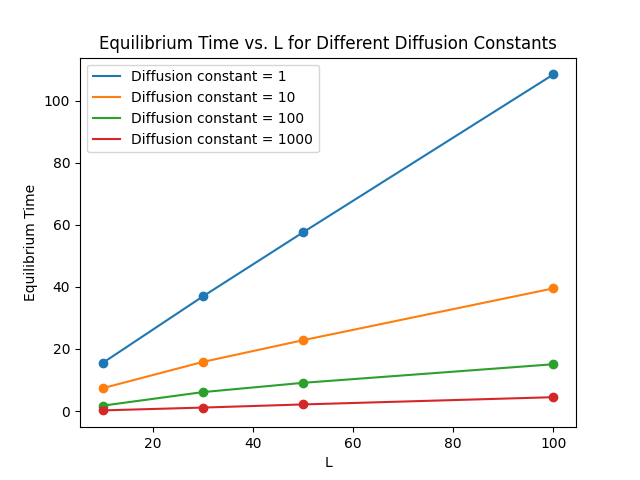 Equilibrium Time vs. L for Different Diffusion Constants
Diffusion constant = 1
Diffusion constant = 10
Diffusion constant = 100
Diffusion constant = 1000
Equilibrium Time
100
80
60
40
20
0
20
40
60
80
100
L